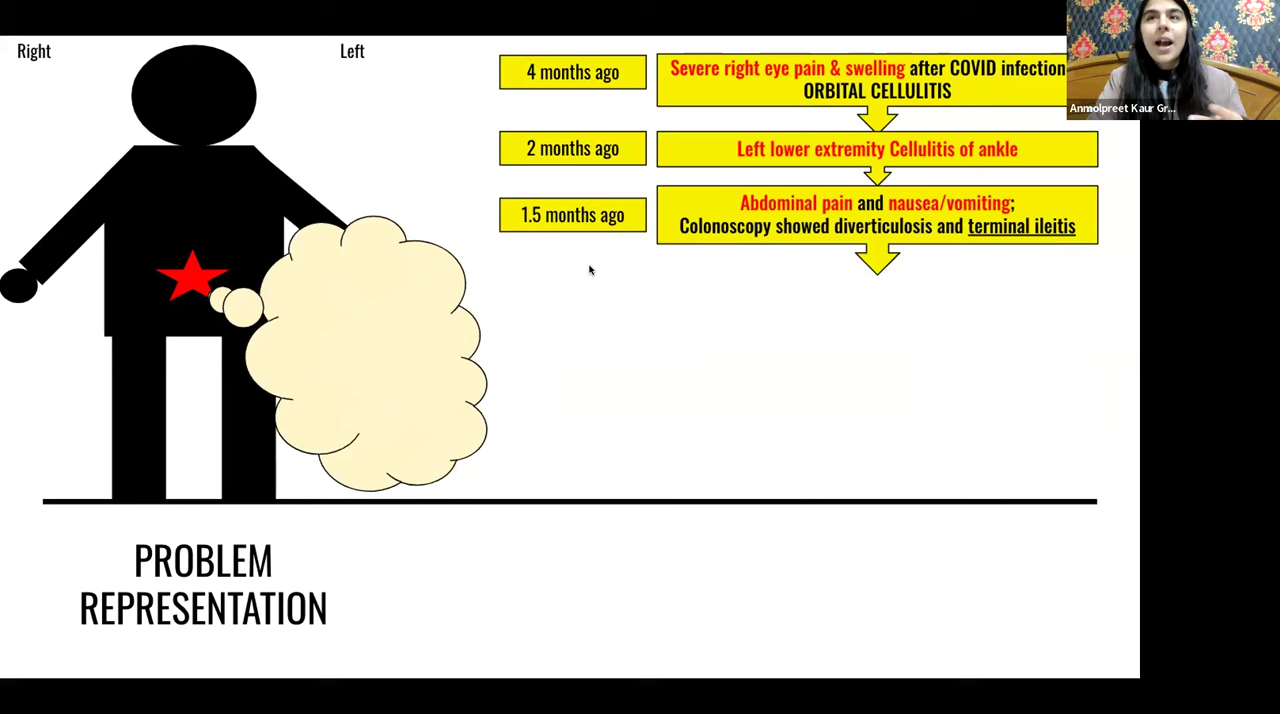 Right
Left
4 months ago
Severe right eye pain & swelling after COVID infection
ORBITAL CELLULITIS
2 months ago
Left lower extremity Cellulitis of ankle
1.5 months ago
Abdominal pain and nausea/vomiting;
Colonoscopy showed diverticulosis and terminal ileitis
PROBLEM
REPRESENTATION
Anmolpreet Kaur Gr...